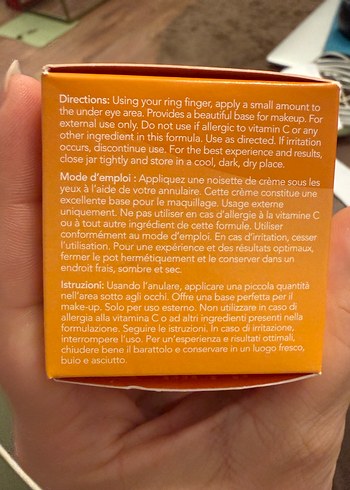 Directions: Using your ring finger, apply a small amount to
the under eye area. Provides a beautiful base for makeup. For
external use only. Do not use if allergic to vitamin C or any
other ingredient in this formula. Use as directed. If irritation
occurs, discontinue use. For the best experience and results,
close jar tightly and store in a cool, dark, dry place.
Mode d'emploi : Appliquez une noisette de crème sous les
yeux à l'aide de votre annulaire. Cette crème constitue une
excellente base pour le maquillage. Usage externe
uniquement. Ne pas utiliser en cas d'allergie à la vitamine C
ou à tout autre ingrédient de cette formule. Utiliser
conformément au mode d'emploi. En cas d'irritation, cesser
l'utilisation. Pour une expérience et des résultats optimaux,
fermer le pot hermétiquement et le conserver dans un
endroit frais, sombre et sec.
Istruzioni: Usando l'anulare, applicare una piccola quantità
nell'area sotto agli occhi. Offre una base perfetta per il
make-up. Solo per uso esterno. Non utilizzare in caso di
allergia alla vitamina C o ad altri ingredienti presenti nella
formulazione. Seguire le istruzioni. In caso di irritazione,
interrompere l'uso. Per un'esperienza e risultati ottimali,
chiudere bene il barattolo e conservare in un luogo fresco,
buio e asciutto.